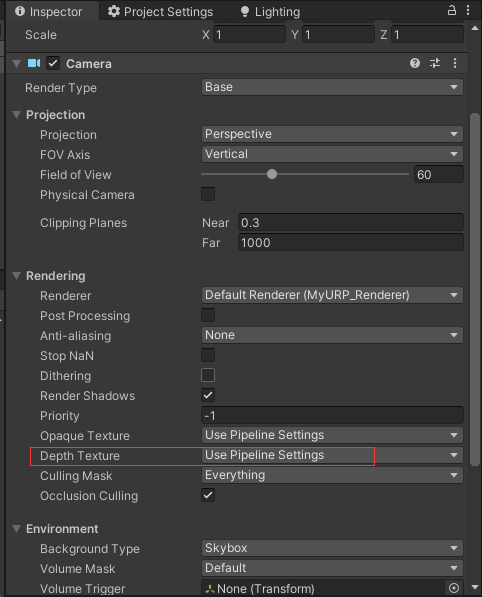 Inspector Project Settings Lighting
Scale X 1 Y 1 Z 1
Camera
Render Type Base
Projection
Projection Perspective
FOV Axis Vertical
Field of View 60
Physical Camera
Clipping Planes Near 0.3
Far 1000
Rendering
Renderer Default Renderer (MyURP_Renderer)
Post Processing
Anti-aliasing None
Stop NaN
Dithering
Render Shadows
Priority -1
Opaque Texture Use Pipeline Settings
Depth Texture Use Pipeline Settings
Culling Mask Everything
Occlusion Culling
Environment
Background Type Skybox
Volume Mask Default
Volume Trigger None (Transform)